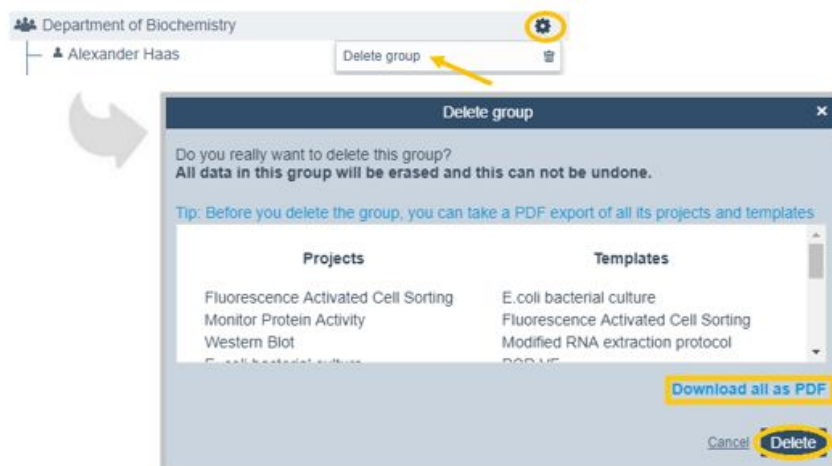 Department of Biochemistry
Alexander Haas
Delete group
Delete group
Do you really want to delete this group?
All data in this group will be erased and this can not be undone.
Tip: Before you delete the group, you can take a PDF export of all its projects and templates
Projects Templates
Fluorescence Activated Cell Sorting E.coli bacterial culture
Monitor Protein Activity Fluorescence Activated Cell Sorting
Western Blot Modified RNA extraction protocol
Download all as PDF
Cancel Delete